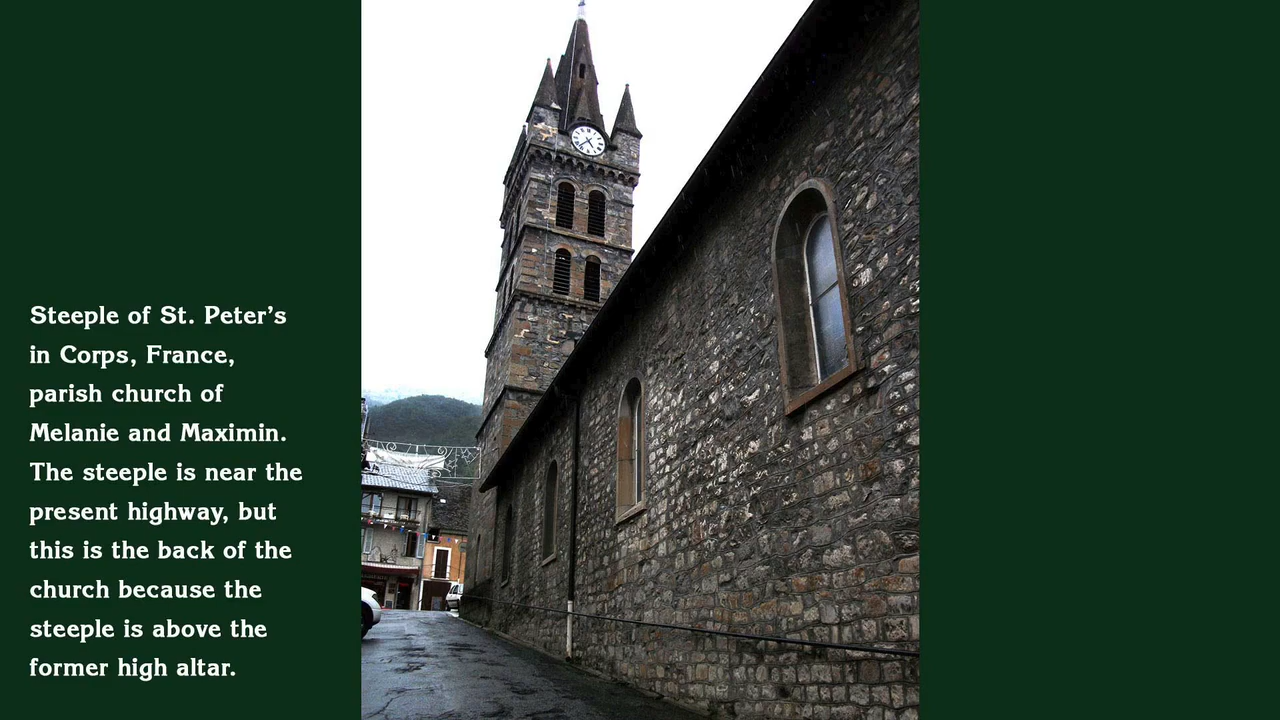 Steeple of St. Peter's
in Corps, France,
parish church of
Melanie and Maximin.
The steeple is near the
present highway, but
this is the back of the
church because the
steeple is above the
former high altar.